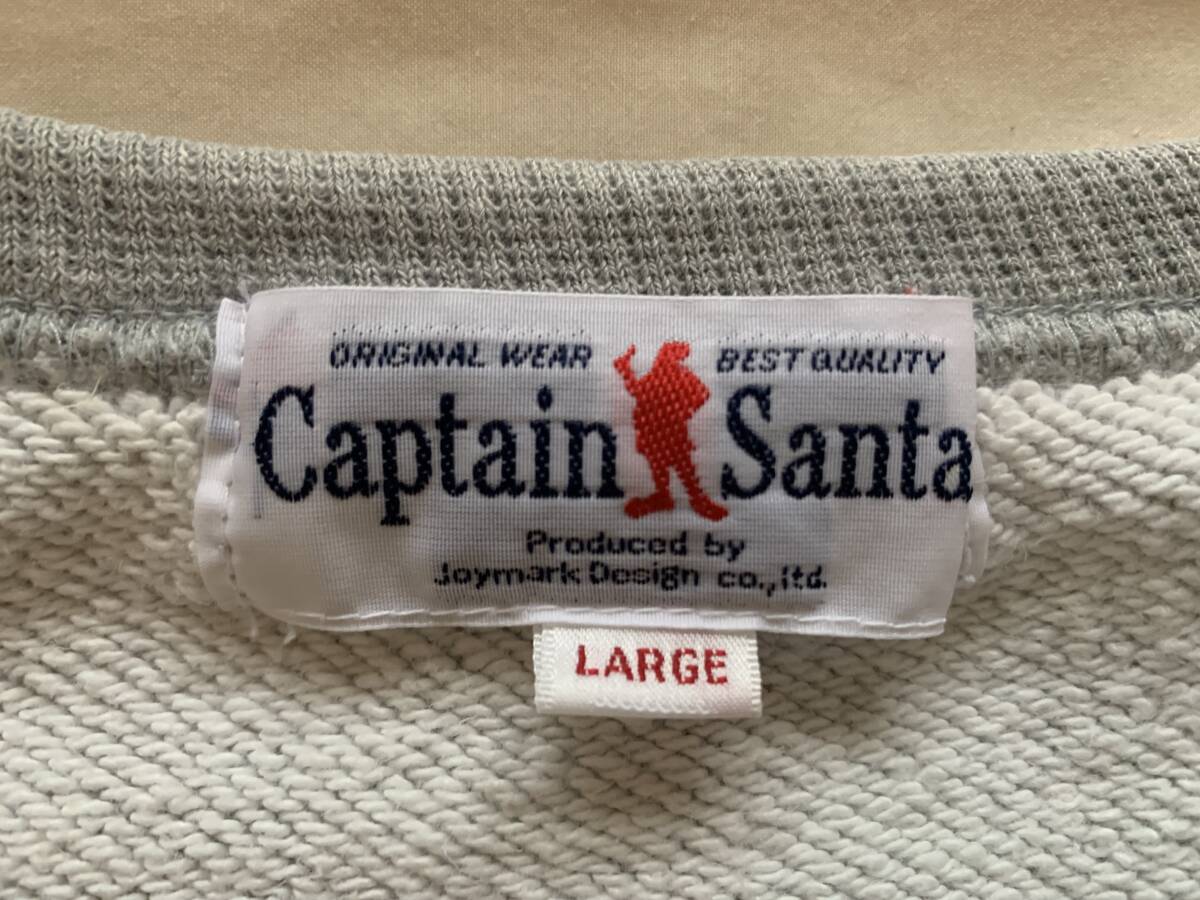 ORIGINAL WEAR BEST QUALITY
Captain Santa
Produced by
Joymark Design co.,ltd.
LARGE